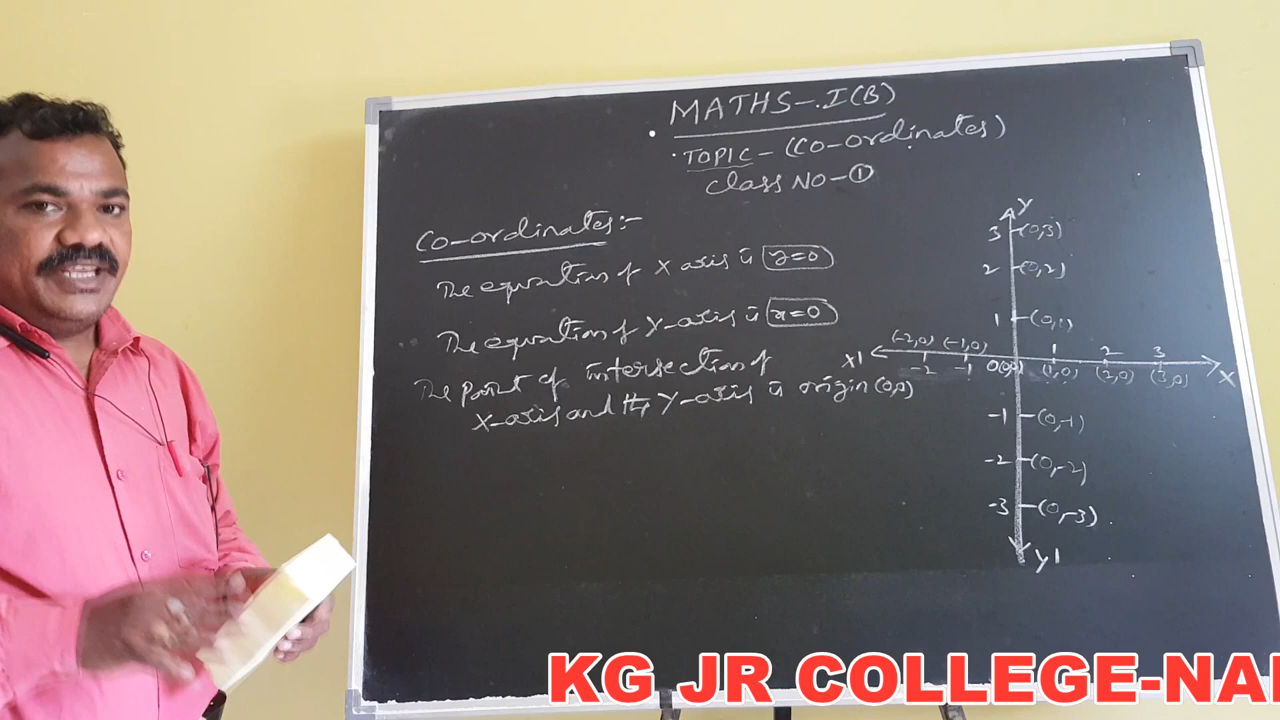 MATHS-I(B)
TOPIC - (Co-ordinates)
Class NO - ①
Co-ordinates:-
The equation of X axis is y=0
The equation of Y-axis is x=0
The point of intersection of
X-axis and the Y-axis is origin (0,0)
Y
3 (0,3)
2 (0,2)
1 (0,1)
(-2,0) (-1,0) 1 2 3
X1 -2 -1 0(0,0) (1,0) (2,0) (3,0) X
-1 (0,-1)
-2 (0,-2)
-3 (0,-3)
Y1
KG JR COLLEGE-NA